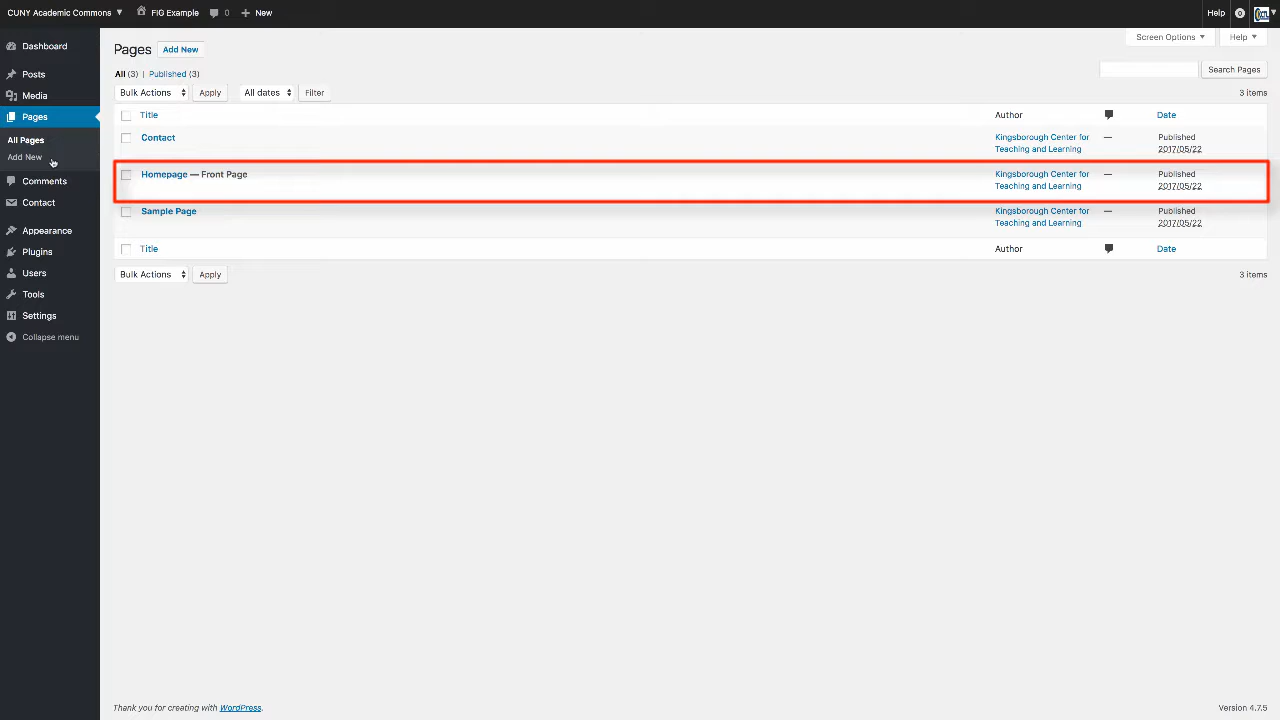 CUNY Academic Commons FIG Example 0 New Help
Screen Options Help
Dashboard
Posts
Media
Pages
All Pages
Add New
Comments
Contact
Appearance
Plugins
Users
Tools
Settings
Collapse menu
Pages Add New
All (3) | Published (3)
Search Pages
Bulk Actions Apply All dates Filter 3 items
Title Author Date
Contact Kingsborough Center for Teaching and Learning — Published 2017/05/22
Homepage — Front Page Kingsborough Center for Teaching and Learning — Published 2017/05/22
Sample Page Kingsborough Center for Teaching and Learning — Published 2017/05/22
Title Author Date
Bulk Actions Apply 3 items
Thank you for creating with WordPress. Version 4.7.5